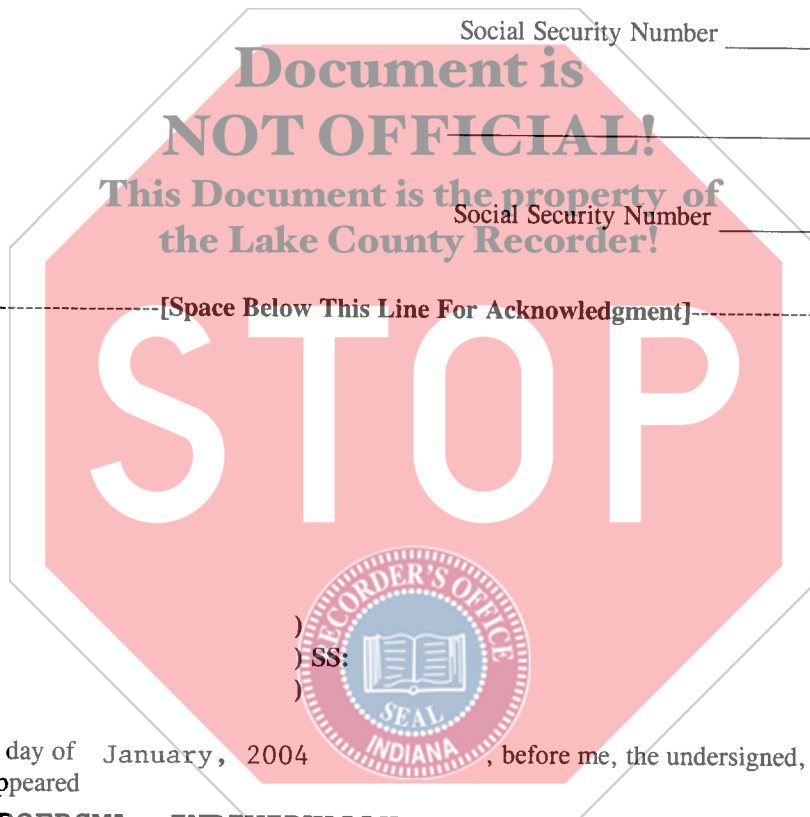 Social Security Number
Document is
NOT OFFICIAL!
This Document is the property of
Social Security Number
the Lake County Recorder!
[Space Below This Line For Acknowledgment]
STOP
RECORDER'S OFFICE
)
) SS:
)
SEAL
INDIANA
day of January, 2004 , before me, the undersigned,
ppeared